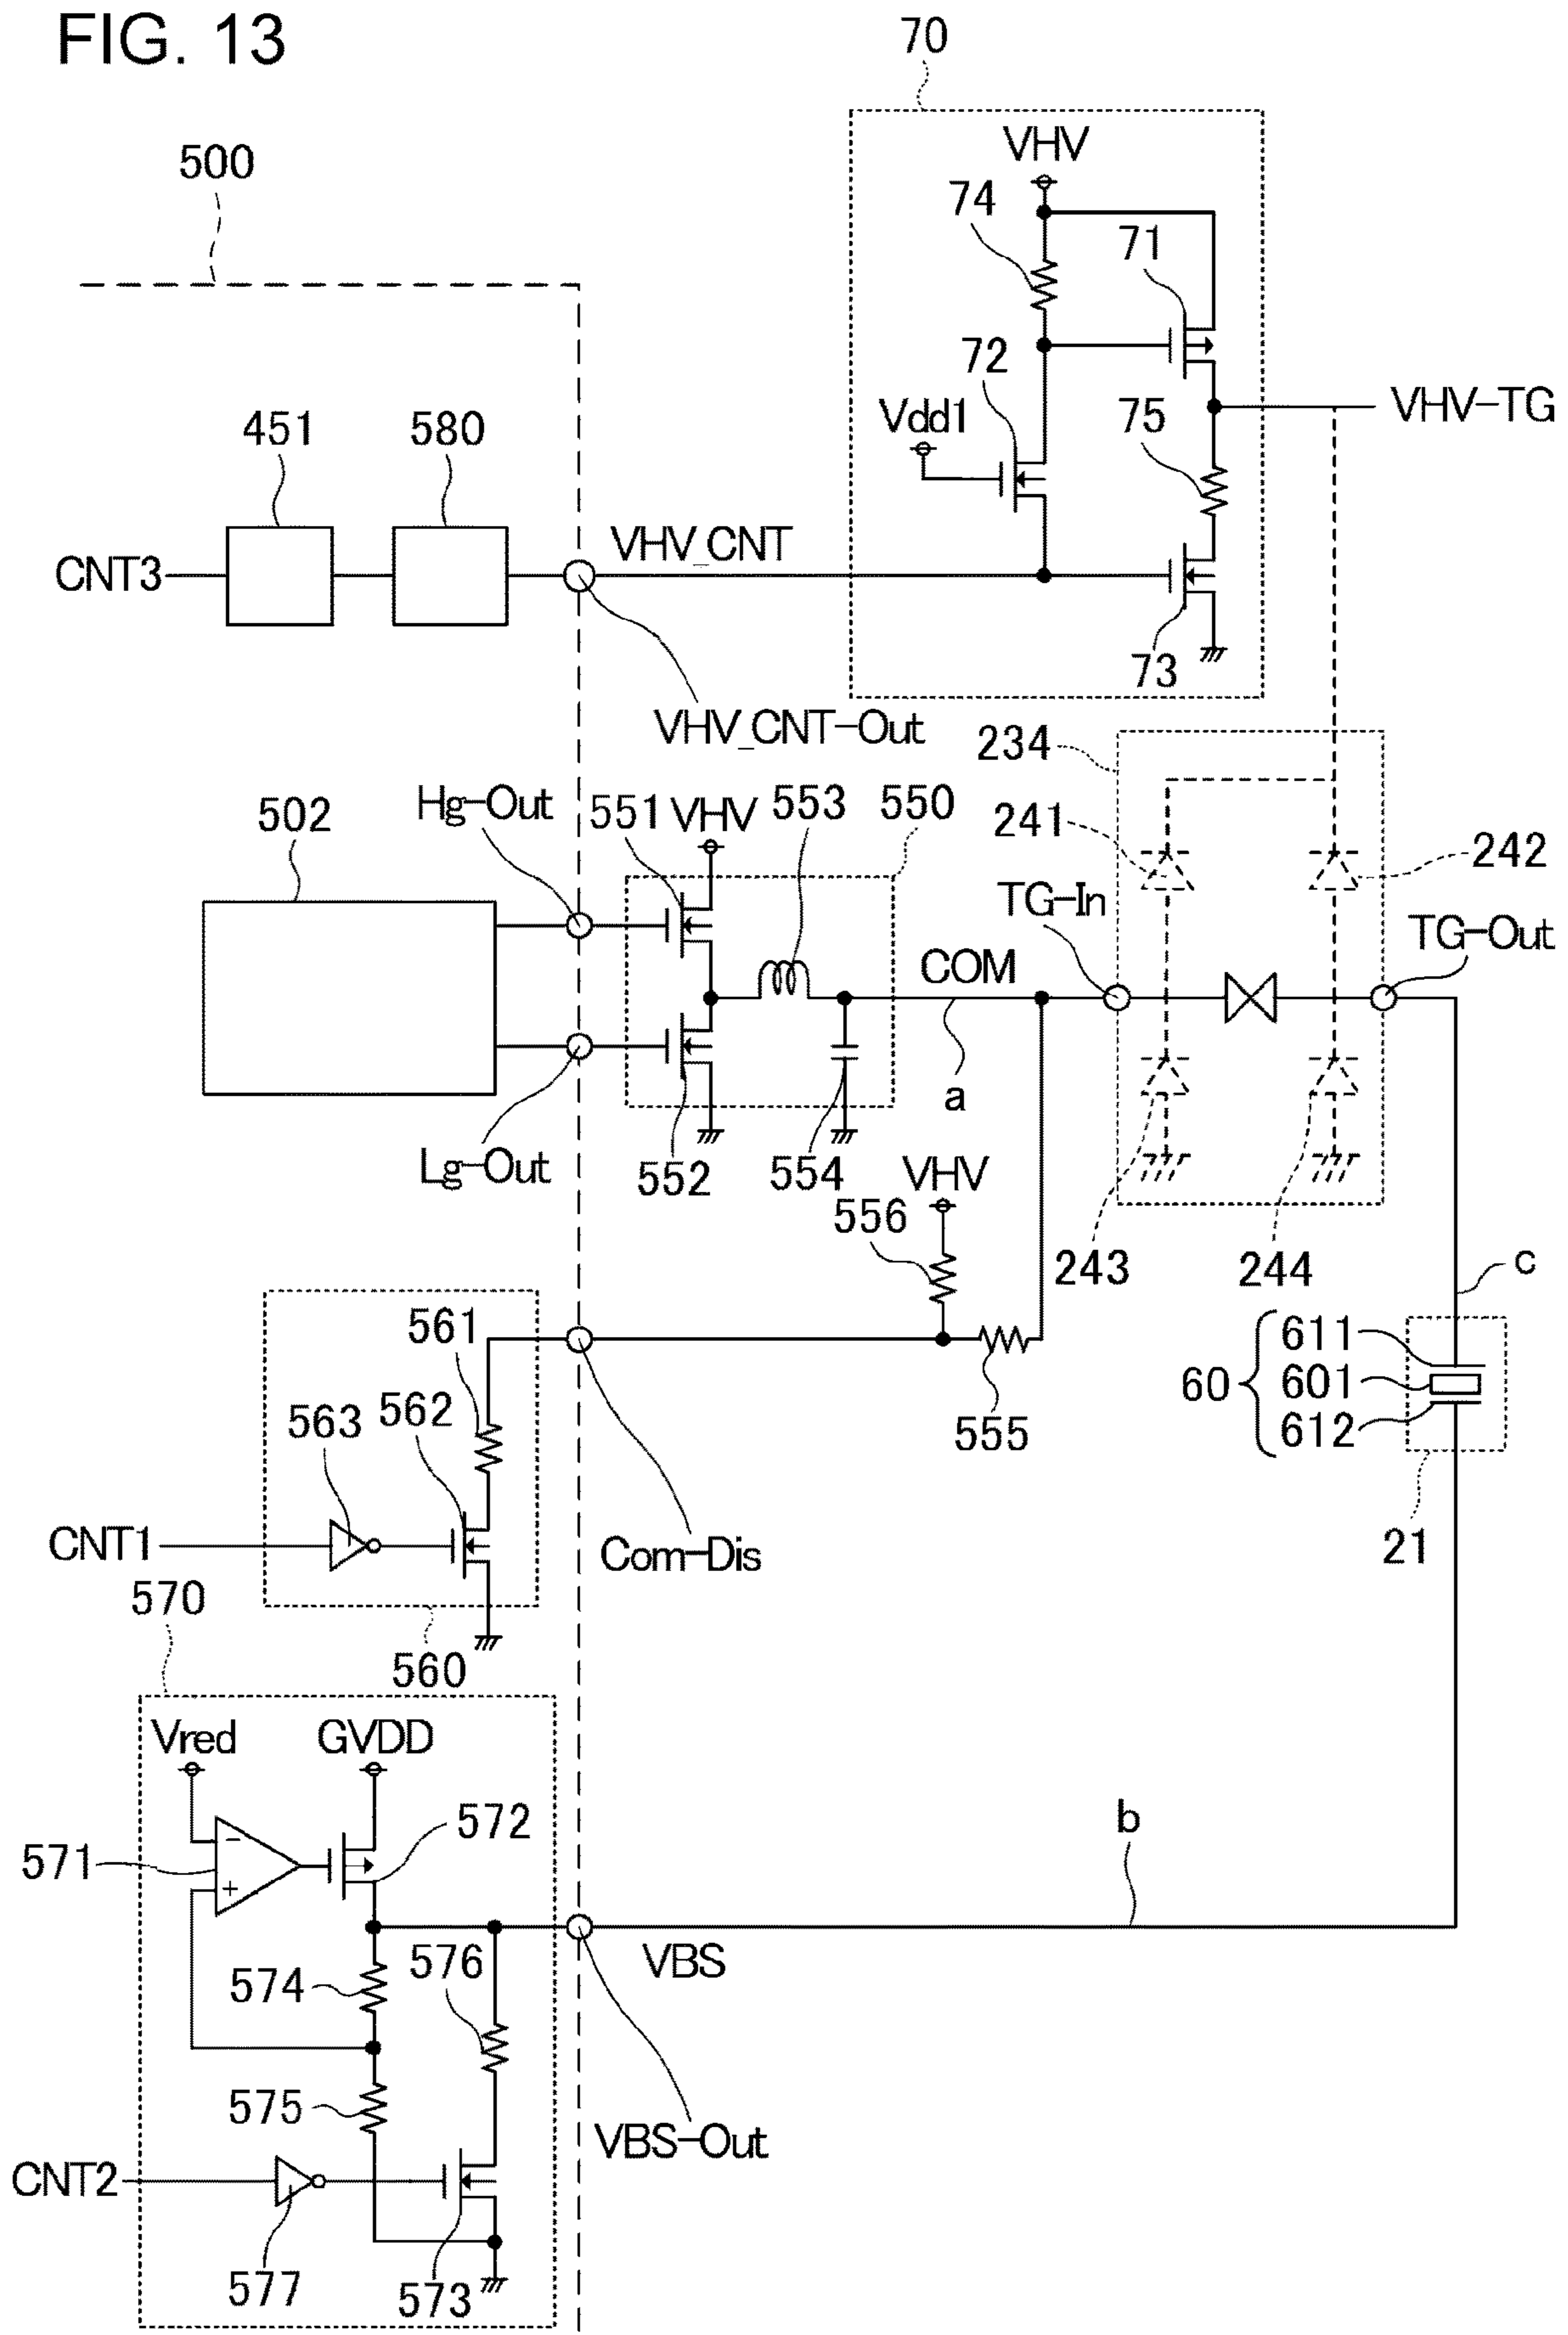 FIG. 13
70
500
VHV
74
71
72
Vdd1
75
VHV-TG
451
580
CNT3
VHV_CNT
73
VHV_CNT-Out
234
Hg-Out
551
VHV
553
550
502
241
242
TG-In
TG-Out
COM
a
Lg-Out
552
554
VHV
556
243
244
c
561
611
60
601
562
563
555
612
CNT1
Com-Dis
21
570
560
Vred
GVDD
572
b
571
−
+
576
VBS
574
575
VBS-Out
CNT2
577
573